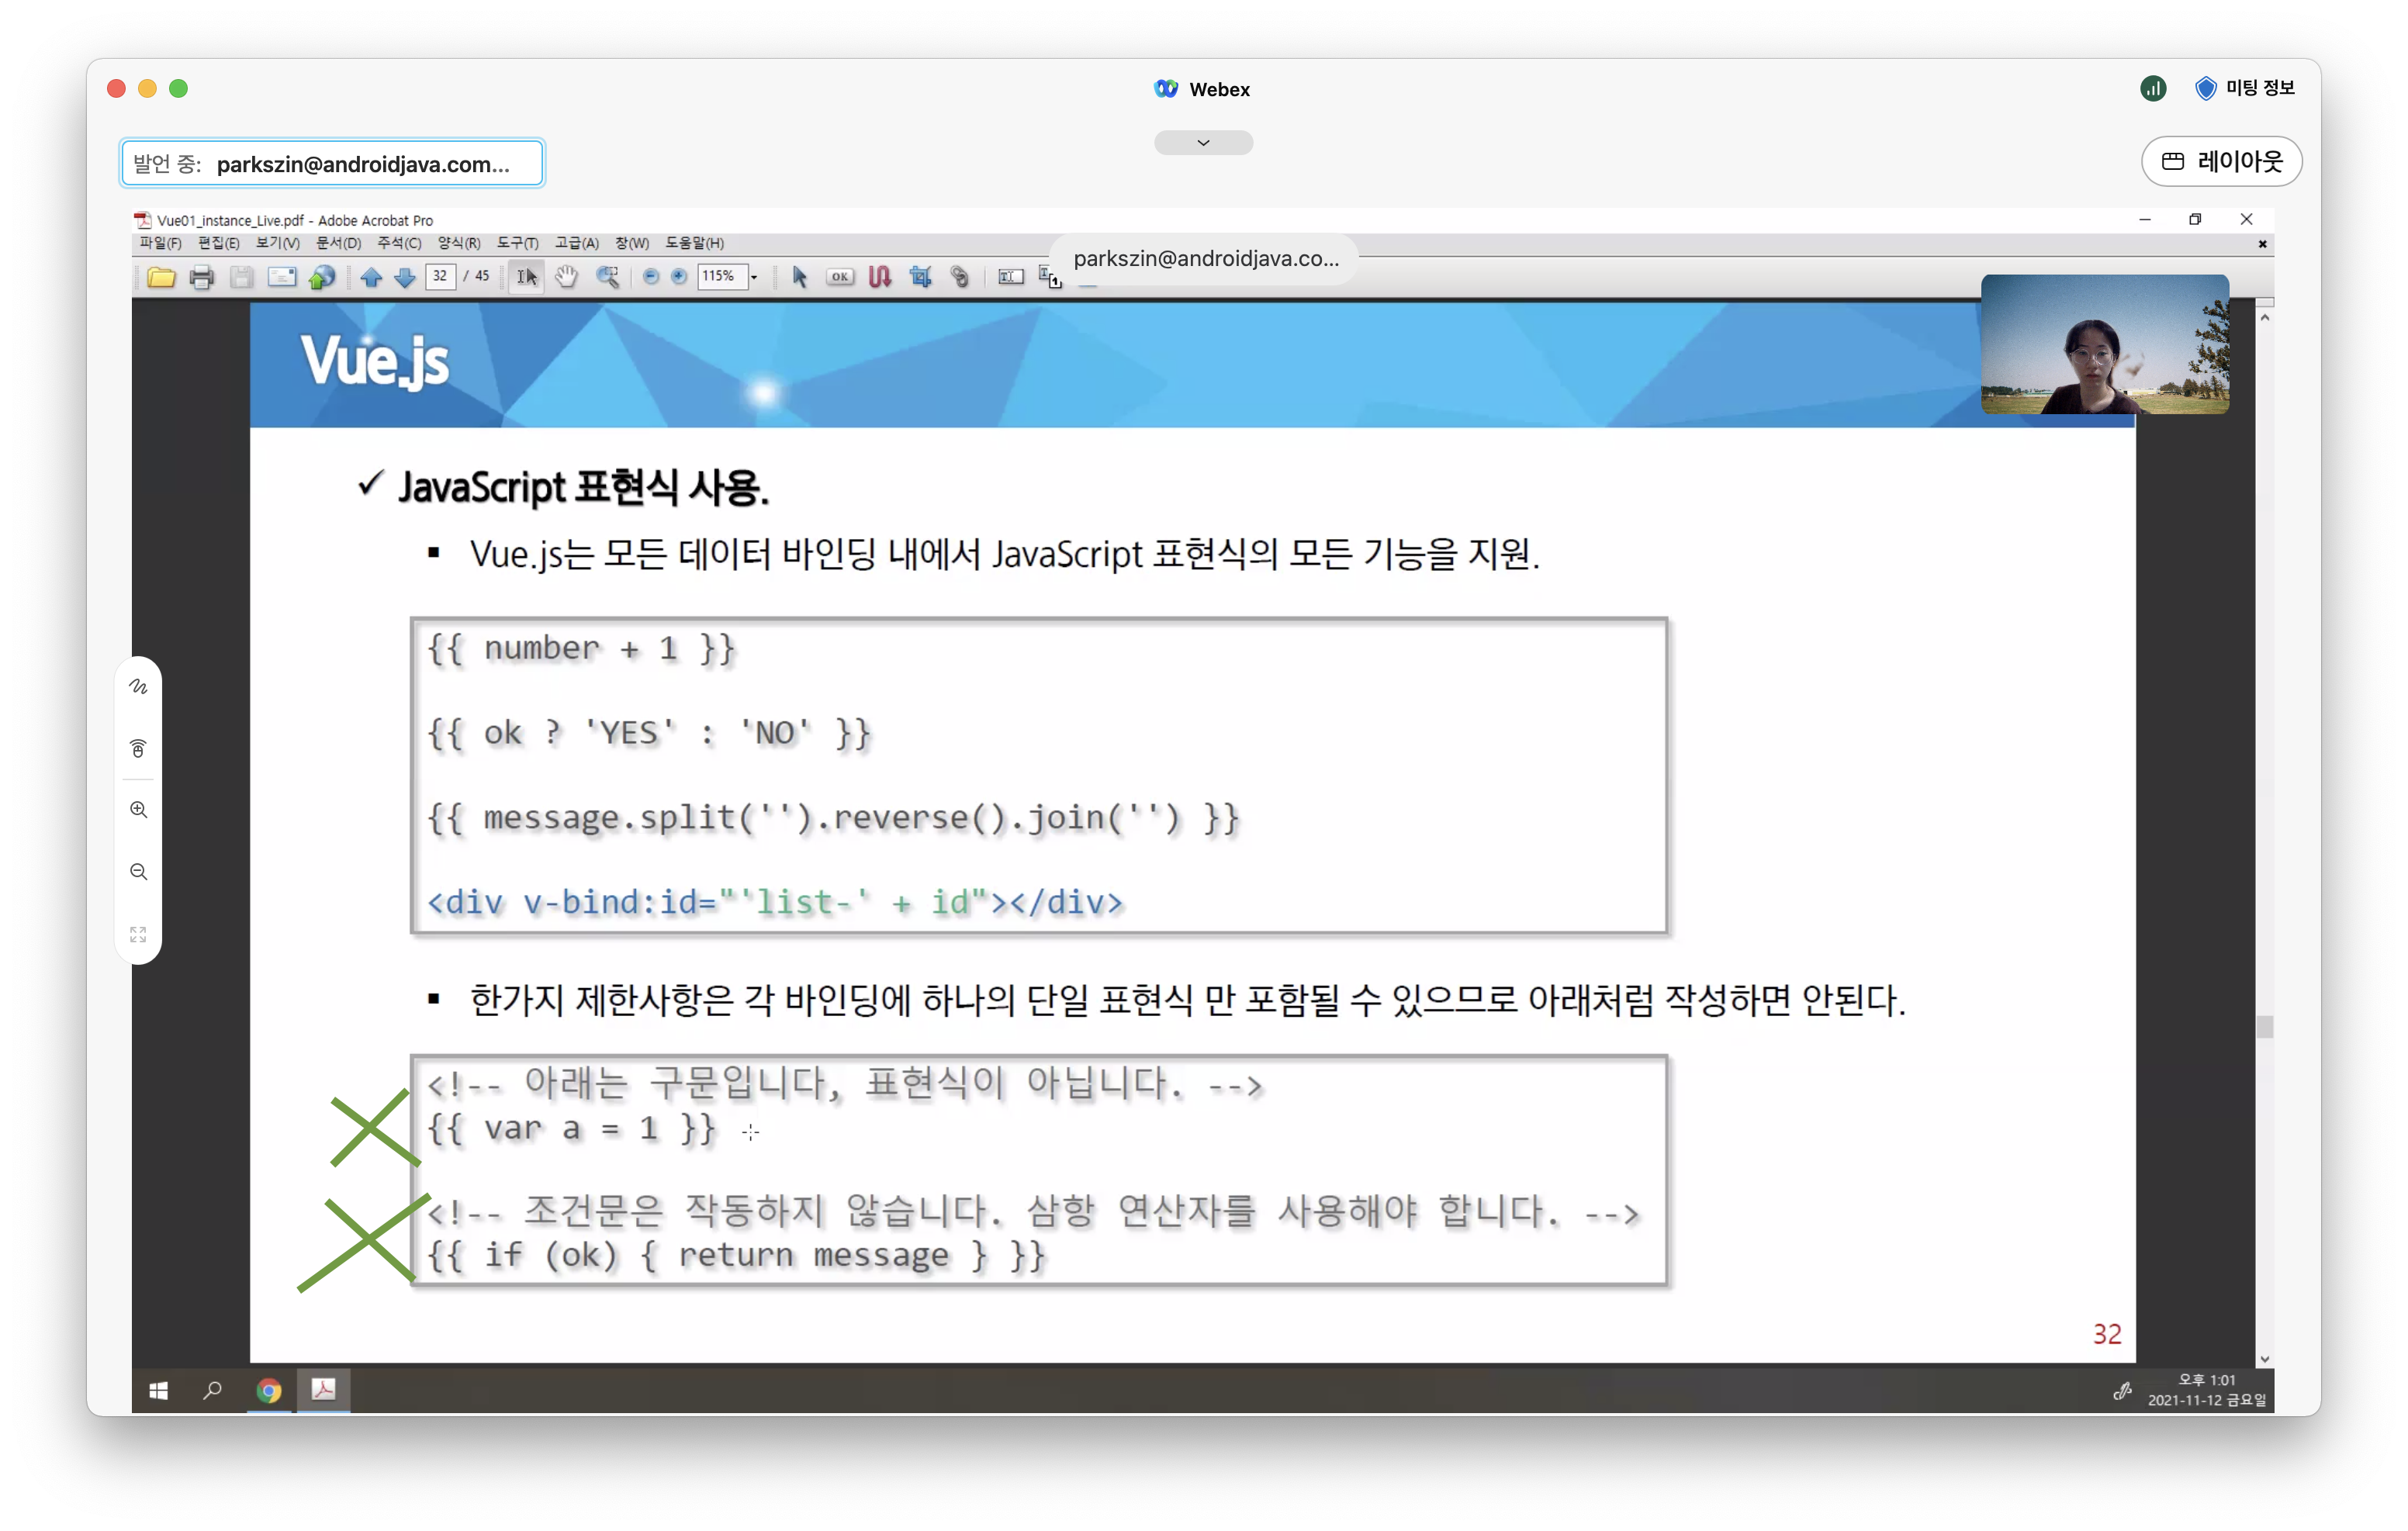 Webex
미팅 정보
발언 중: parkszin@androidjava.com...
레이아웃
Vue01_instance_Live.pdf - Adobe Acrobat Pro
파일(F) 편집(E) 보기(V) 문서(D) 주석(C) 양식(R) 도구(T) 고급(A) 창(W) 도움말(H)
parkszin@androidjava.co...
32 / 45 115% OK
Vue.js
✓ JavaScript 표현식 사용.
▪ Vue.js는 모든 데이터 바인딩 내에서 JavaScript 표현식의 모든 기능을 지원.
{{ number + 1 }}
{{ ok ? 'YES' : 'NO' }}
{{ message.split('').reverse().join('') }}
<div v-bind:id="'list-' + id"></div>
▪ 한가지 제한사항은 각 바인딩에 하나의 단일 표현식 만 포함될 수 있으므로 아래처럼 작성하면 안된다.
<!-- 아래는 구문입니다, 표현식이 아닙니다. -->
{{ var a = 1 }}
<!-- 조건문은 작동하지 않습니다. 삼항 연산자를 사용해야 합니다. -->
{{ if (ok) { return message } }}
32
오후 1:01
2021-11-12 금요일